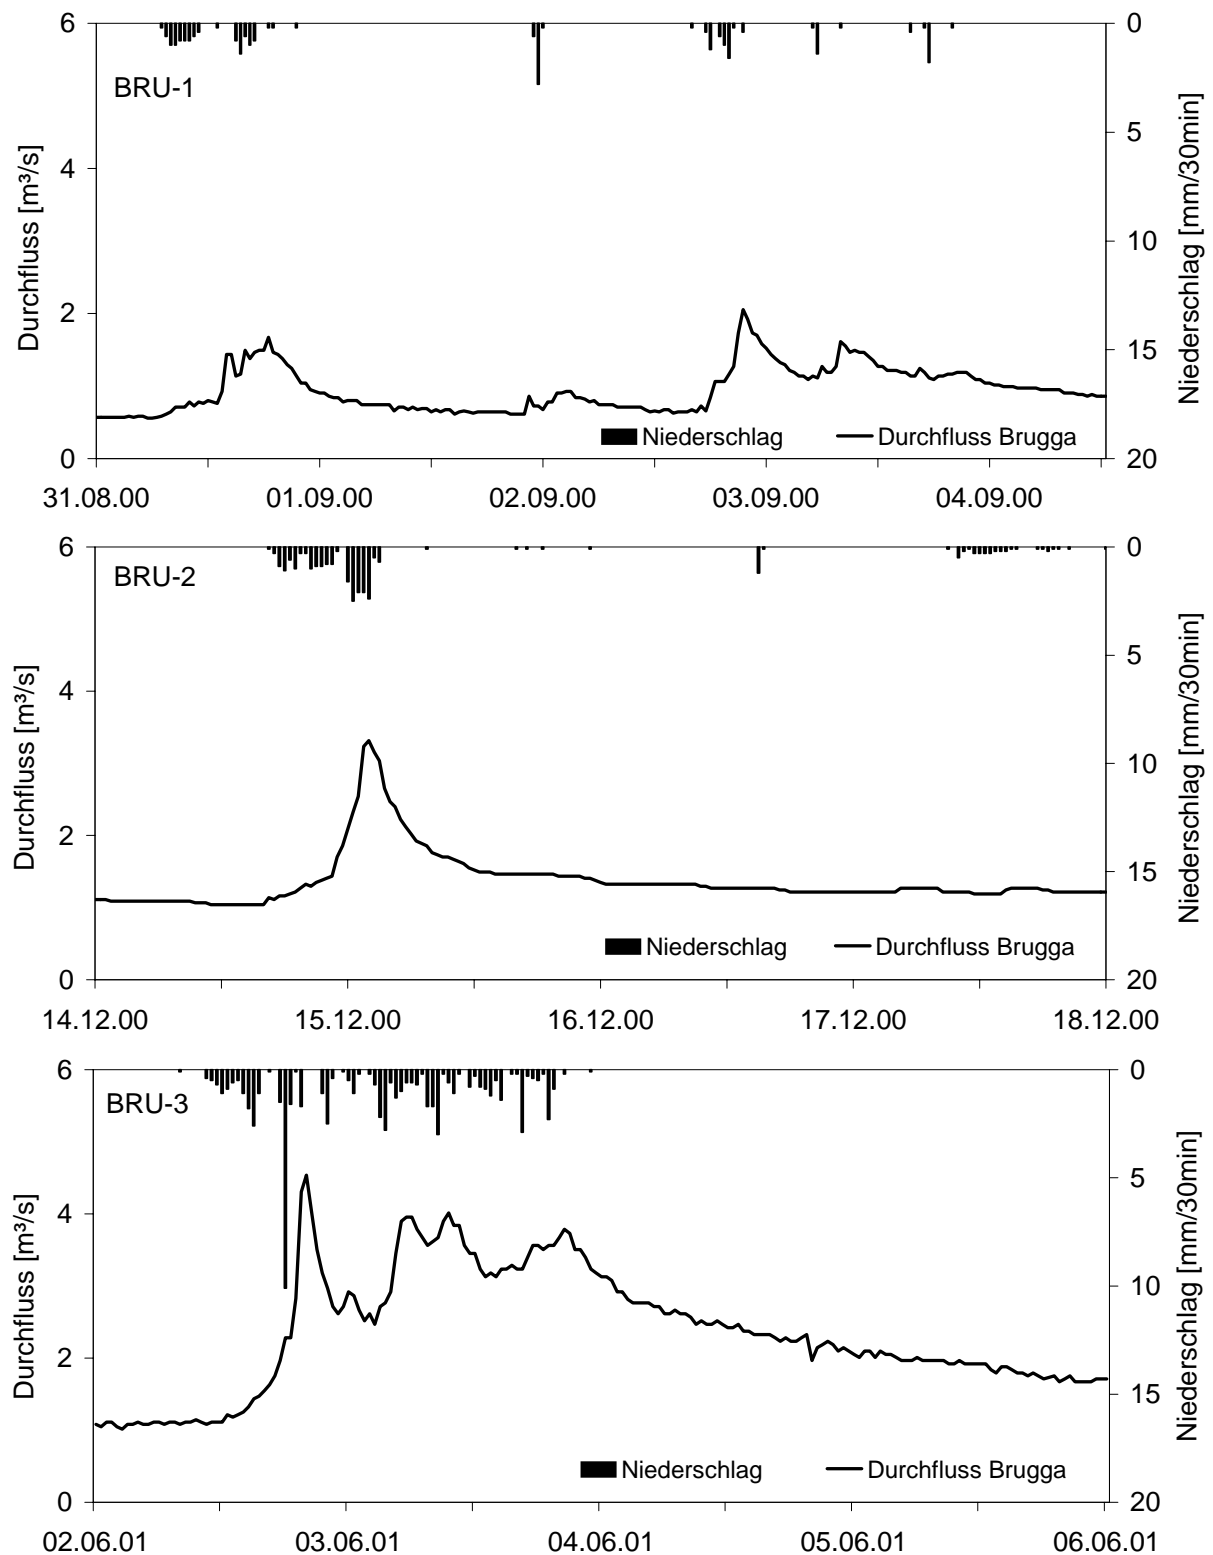 6
0
BRU-1
5
4
10
2
15
0
20
Durchfluss [m³/s]
Niederschlag [mm/30min]
Niederschlag
Durchfluss Brugga
31.08.00
01.09.00
02.09.00
03.09.00
04.09.00
6
0
BRU-2
5
4
10
2
15
0
20
Durchfluss [m³/s]
Niederschlag [mm/30min]
Niederschlag
Durchfluss Brugga
14.12.00
15.12.00
16.12.00
17.12.00
18.12.00
6
0
BRU-3
5
4
10
2
15
0
20
Durchfluss [m³/s]
Niederschlag [mm/30min]
Niederschlag
Durchfluss Brugga
02.06.01
03.06.01
04.06.01
05.06.01
06.06.01